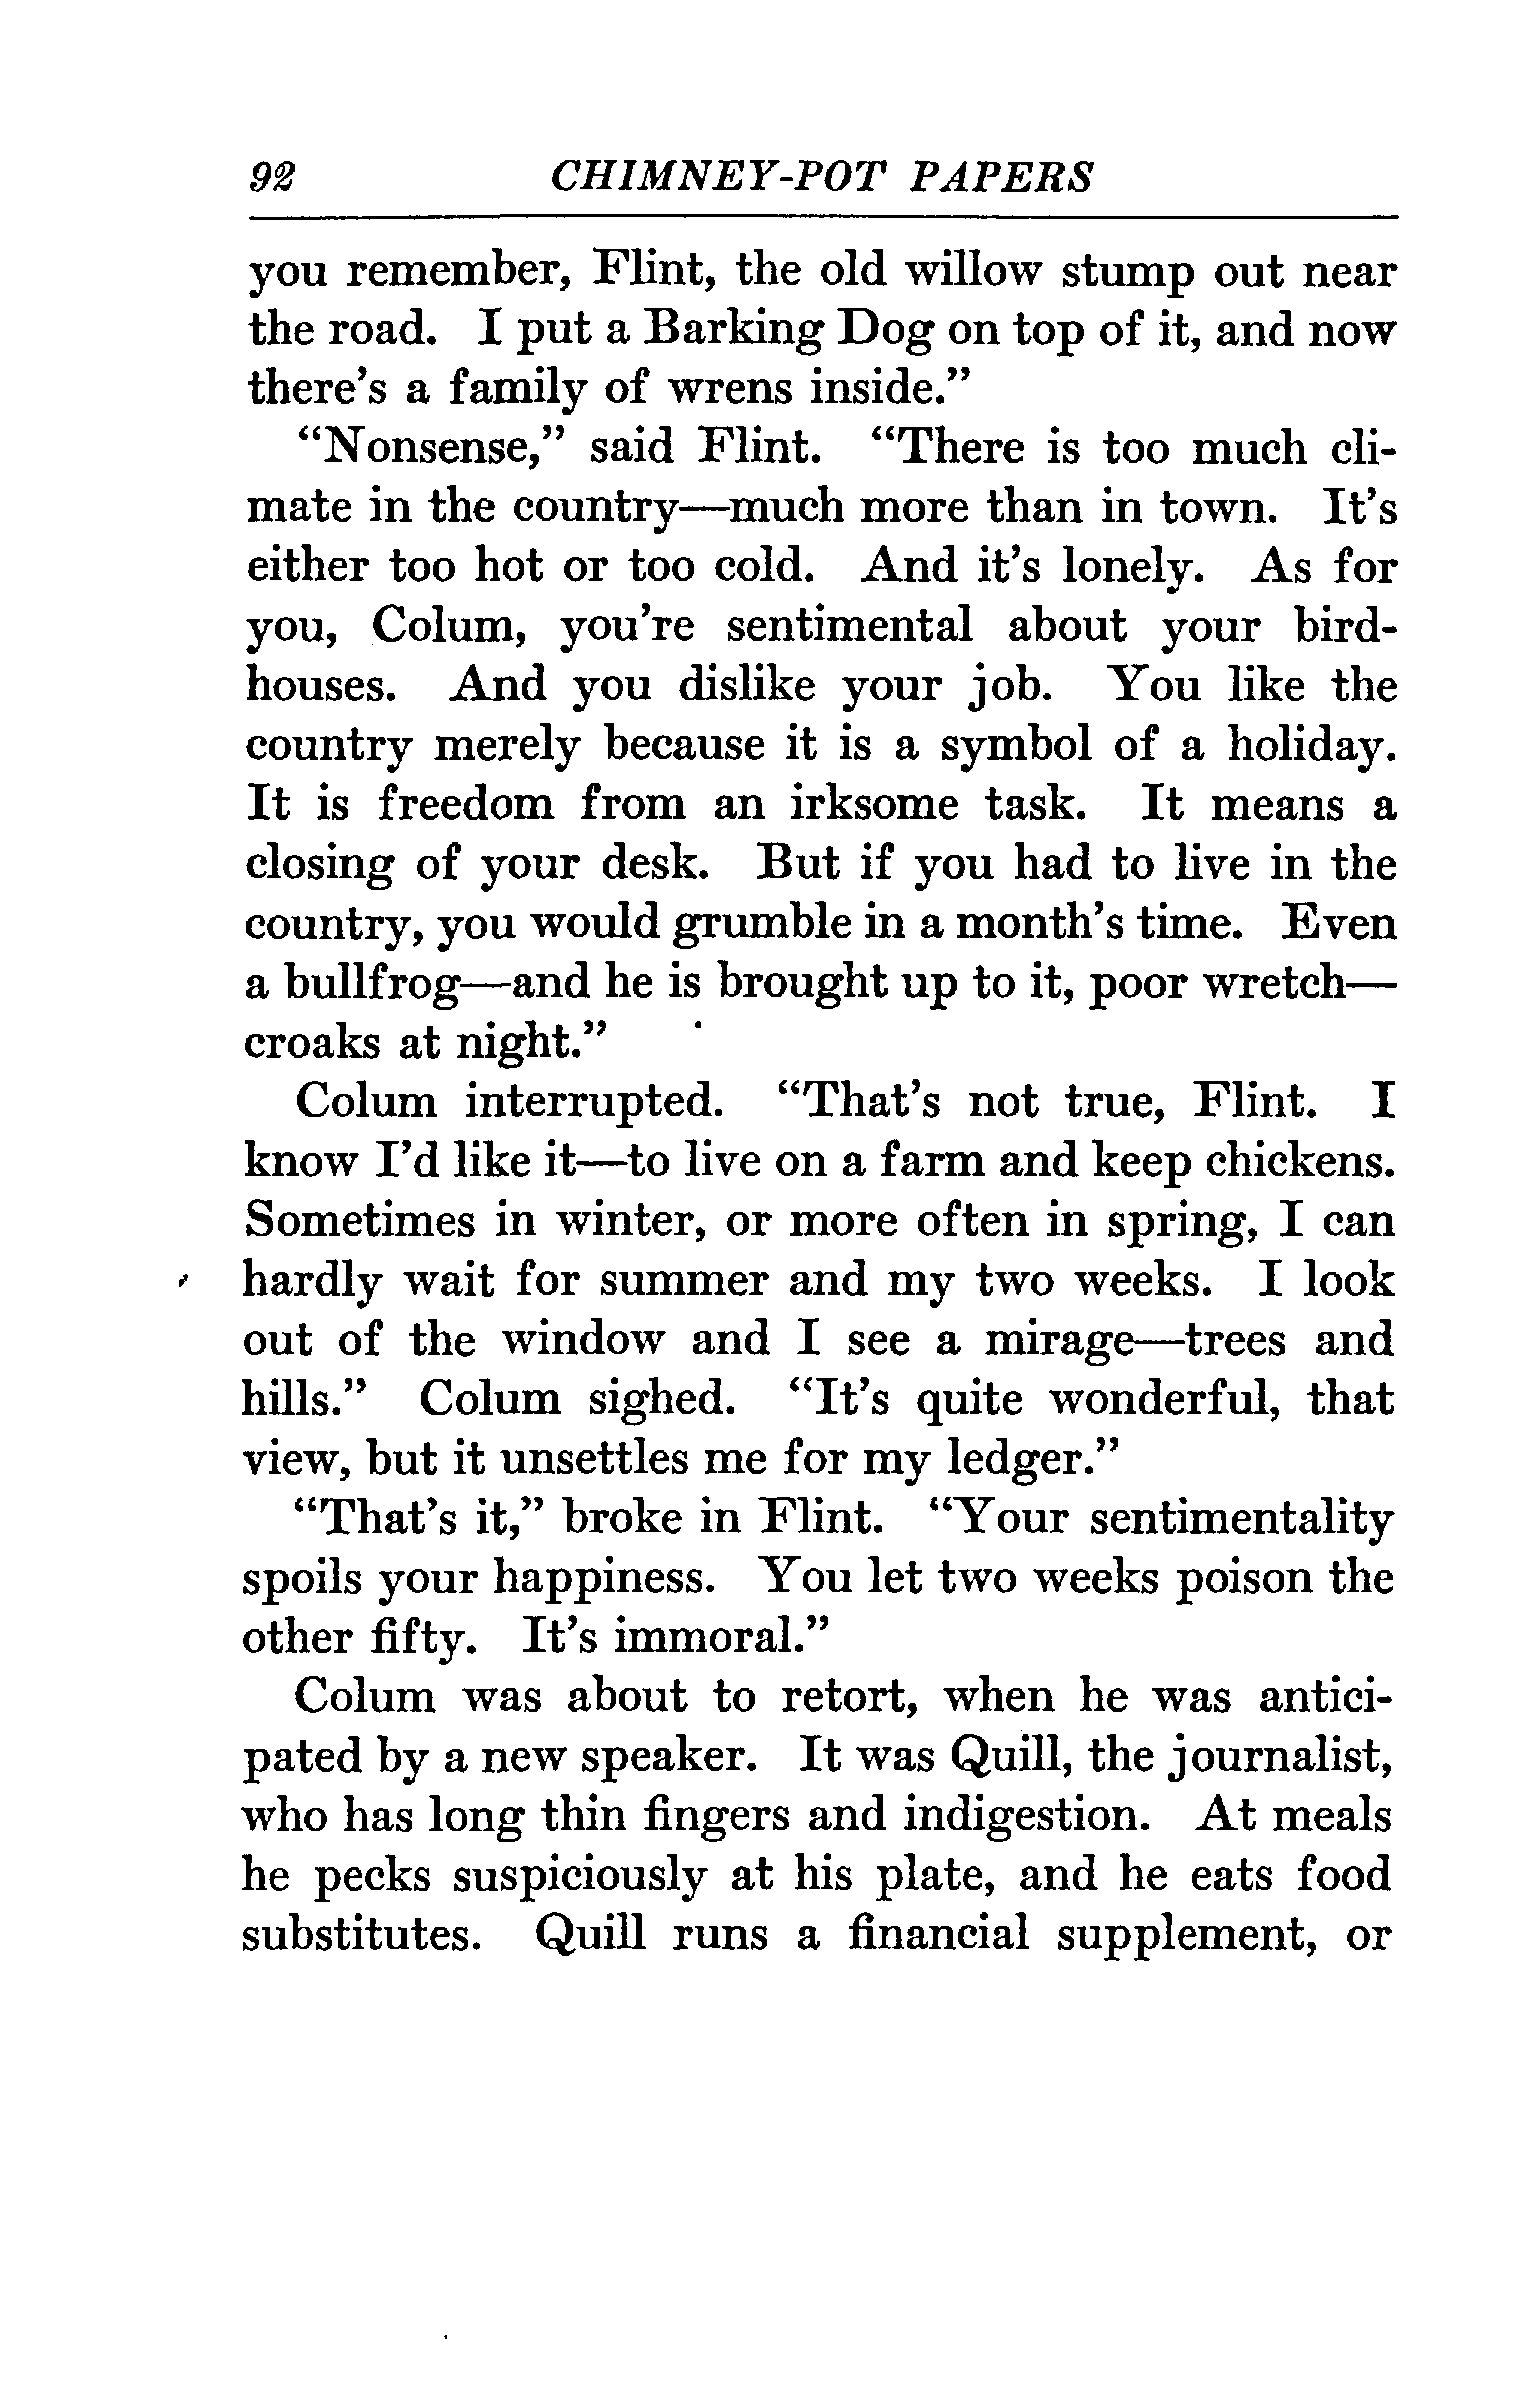 92 CHIMNEY-POT PAPERS
you remember, Flint, the old willow stump out near
the road. I put a Barking Dog on top of it, and now
there's a family of wrens inside."
"Nonsense," said Flint. "There is too much cli-
mate in the country—much more than in town. It's
either too hot or too cold. And it's lonely. As for
you, Colum, you're sentimental about your bird-
houses. And you dislike your job. You like the
country merely because it is a symbol of a holiday.
It is freedom from an irksome task. It means a
closing of your desk. But if you had to live in the
country, you would grumble in a month's time. Even
a bullfrog—and he is brought up to it, poor wretch—
croaks at night."
Colum interrupted. "That's not true, Flint. I
know I'd like it—to live on a farm and keep chickens.
Sometimes in winter, or more often in spring, I can
hardly wait for summer and my two weeks. I look
out of the window and I see a mirage—trees and
hills." Colum sighed. "It's quite wonderful, that
view, but it unsettles me for my ledger."
"That's it," broke in Flint. "Your sentimentality
spoils your happiness. You let two weeks poison the
other fifty. It's immoral."
Colum was about to retort, when he was antici-
pated by a new speaker. It was Quill, the journalist,
who has long thin fingers and indigestion. At meals
he pecks suspiciously at his plate, and he eats food
substitutes. Quill runs a financial supplement, or